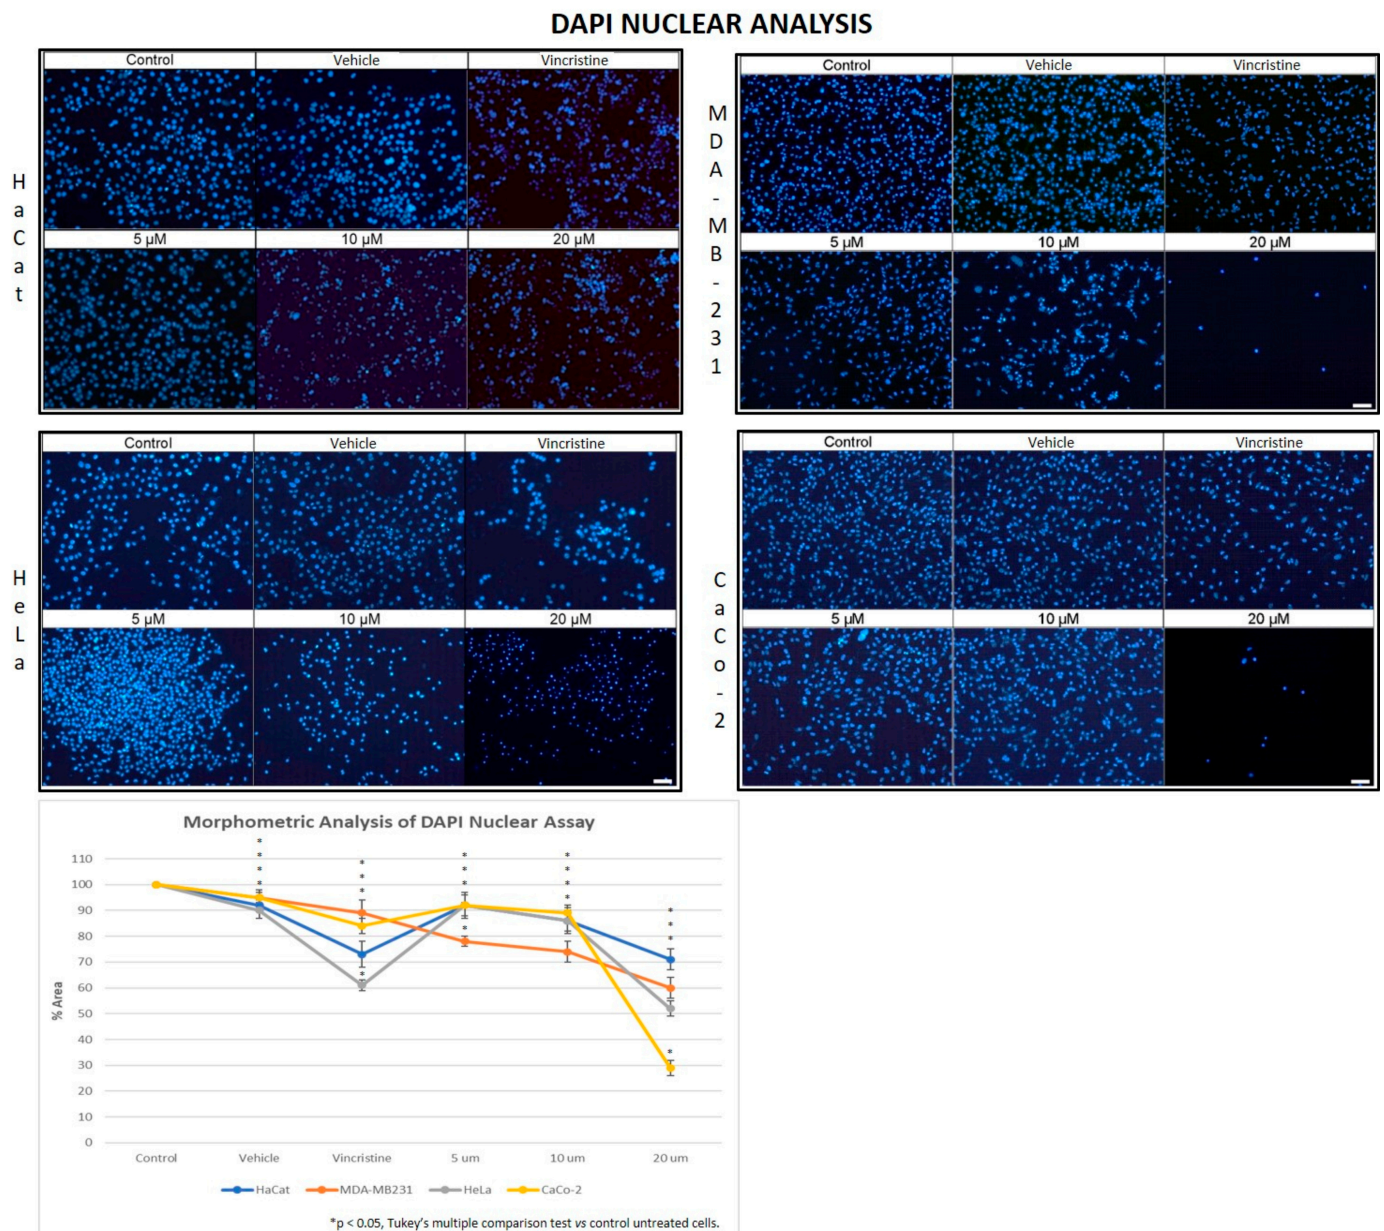 DAPI NUCLEAR ANALYSIS
Control Vehicle Vincristine
HaCat
5 µM 10 µM 20 µM
Control Vehicle Vincristine
MDA-MB-231
5 µM 10 µM 20 µM
Control Vehicle Vincristine
HeLa
5 µM 10 µM 20 µM
Control Vehicle Vincristine
CaCo-2
5 µM 10 µM 20 µM
Morphometric Analysis of DAPI Nuclear Assay
% Area
110
100
90
80
70
60
50
40
30
20
10
0
Control Vehicle Vincristine 5 um 10 um 20 um
HaCat MDA-MB231 HeLa CaCo-2
*p < 0.05, Tukey's multiple comparison test vs control untreated cells.